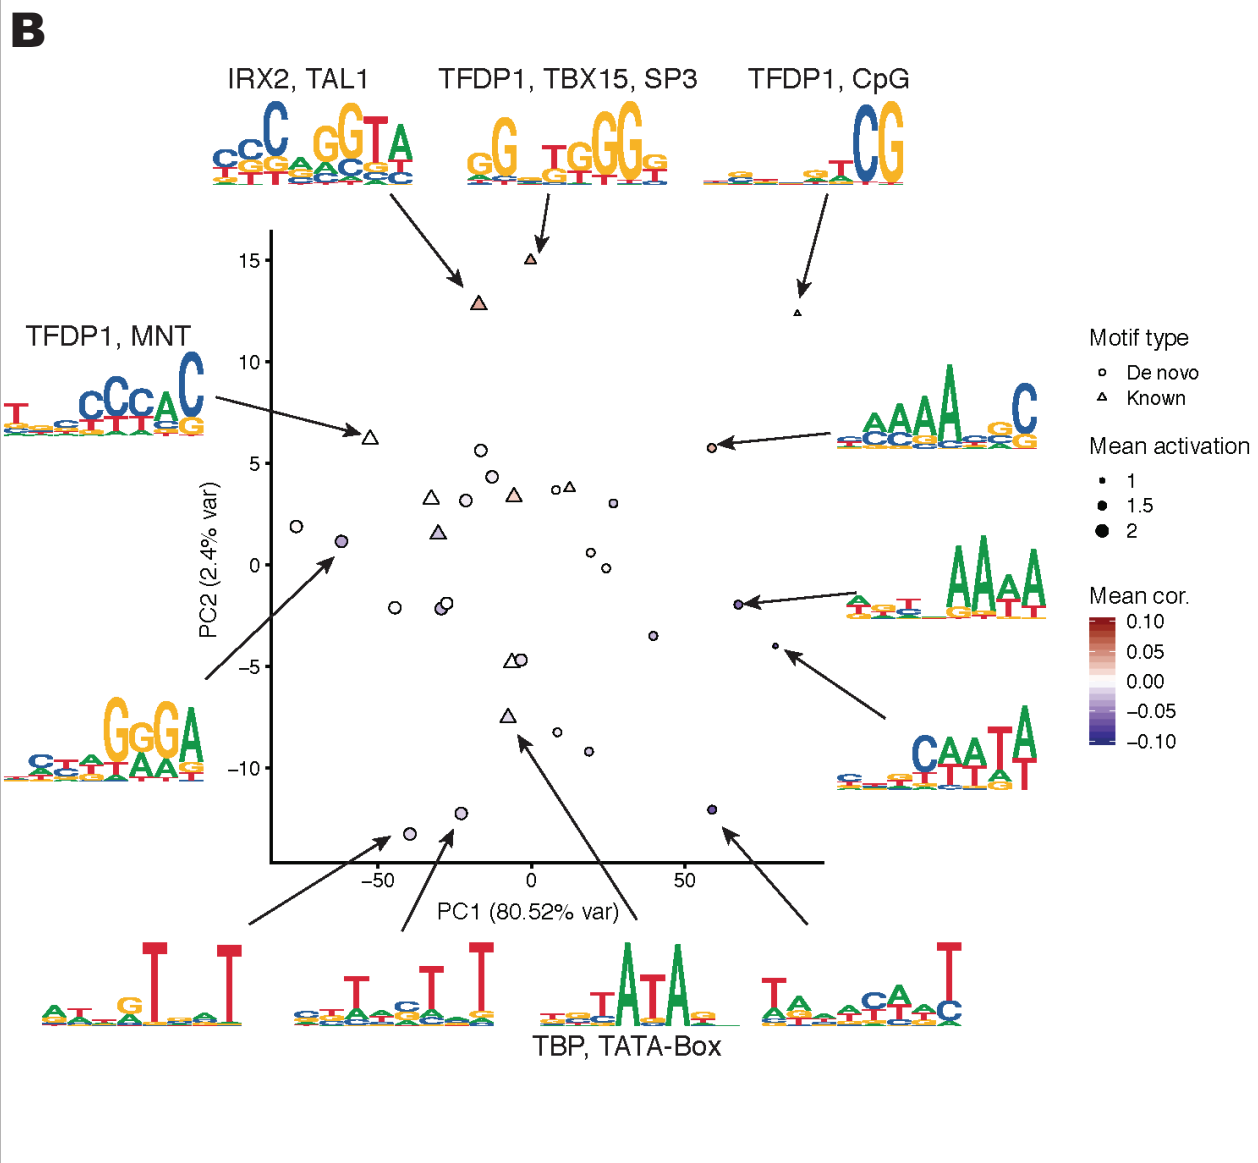 B
IRX2, TAL1
TFDP1, TBX15, SP3
TFDP1, CpG
TFDP1, MNT
15
10
5
0
−5
−10
PC2 (2.4% var)
−50
0
50
PC1 (80.52% var)
TBP, TATA-Box
Motif type
De novo
Known
Mean activation
1
1.5
2
Mean cor.
0.10
0.05
0.00
−0.05
−0.10